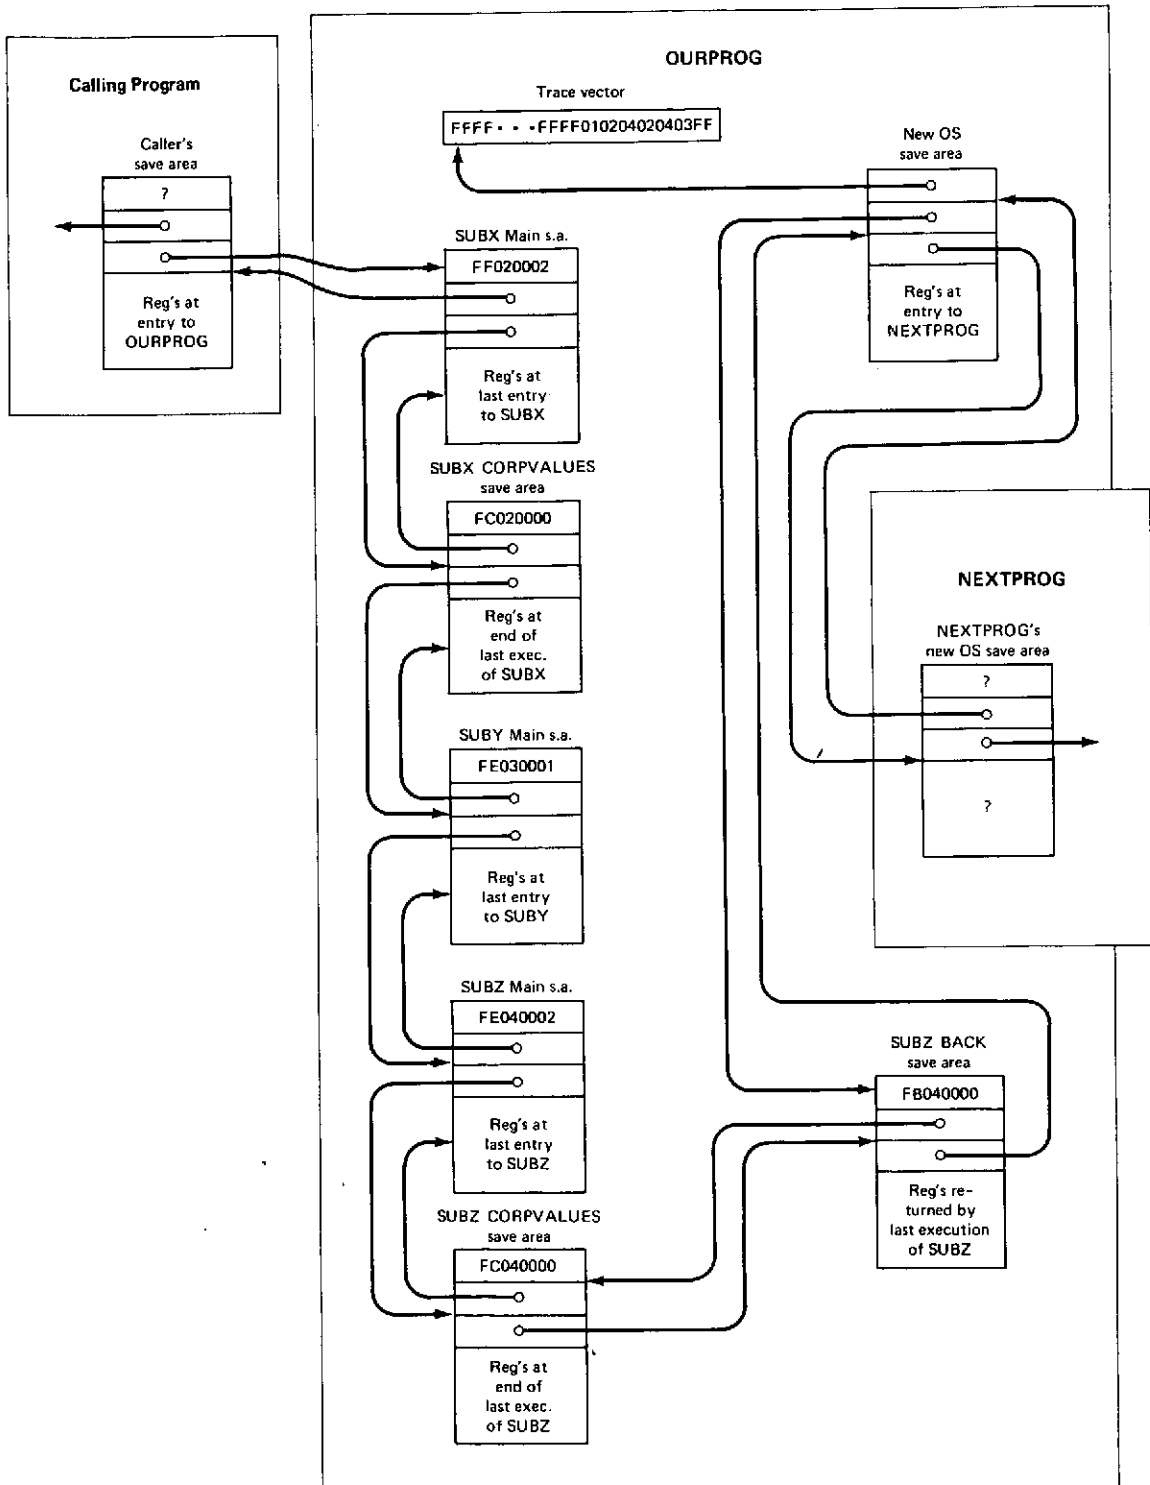 Calling Program
Caller's
save area
?
Reg's at
entry to
OURPROG
OURPROG
Trace vector
FFFF • • • FFFF010204020403FF
New OS
save area
Reg's at
entry to
NEXTPROG
SUBX Main s.a.
FF020002
Reg's at
last entry
to SUBX
SUBX CORPVALUES
save area
FC020000
Reg's at
end of
last exec.
of SUBX
SUBY Main s.a.
FE030001
Reg's at
last entry
to SUBY
SUBZ Main s.a.
FE040002
Reg's at
last entry
to SUBZ
SUBZ CORPVALUES
save area
FC040000
Reg's at
end of
last exec.
of SUBZ
NEXTPROG
NEXTPROG's
new OS save area
?
?
SUBZ BACK
save area
FB040000
Reg's re-
turned by
last execution
of SUBZ